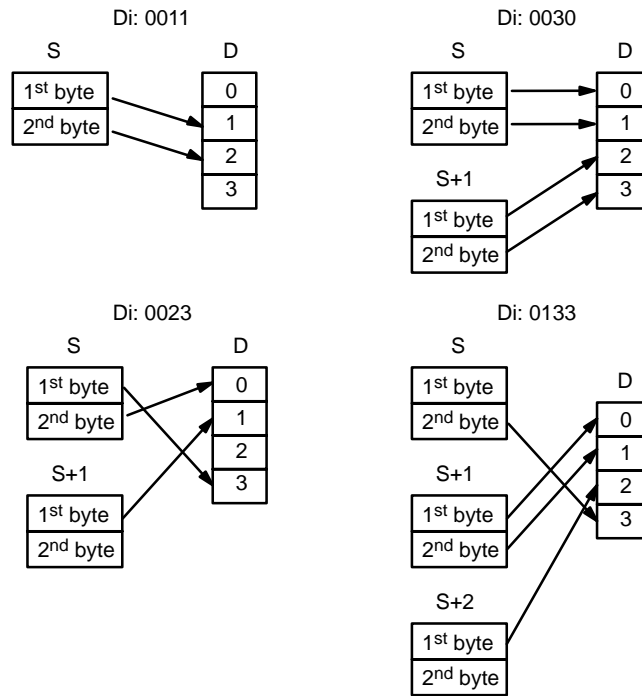 Di: 0011
S
D
1st byte
2nd byte
0
1
2
3
Di: 0030
S
D
1st byte
2nd byte
S+1
1st byte
2nd byte
0
1
2
3
Di: 0023
S
D
1st byte
2nd byte
S+1
1st byte
2nd byte
0
1
2
3
Di: 0133
S
D
1st byte
2nd byte
S+1
1st byte
2nd byte
S+2
1st byte
2nd byte
0
1
2
3